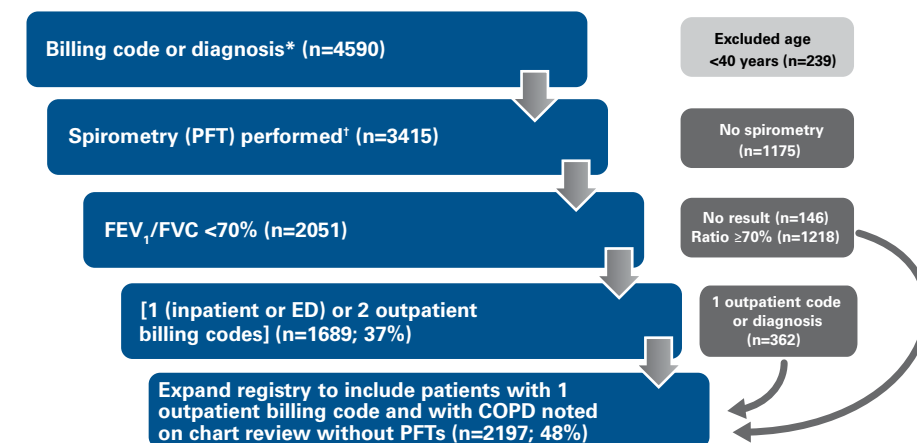 Billing code or diagnosis* (n=4590)
Excluded age
<40 years (n=239)
Spirometry (PFT) performed† (n=3415)
No spirometry
(n=1175)
FEV1/FVC <70% (n=2051)
No result (n=146)
Ratio ≥70% (n=1218)
[1 (inpatient or ED) or 2 outpatient
billing codes] (n=1689; 37%)
1 outpatient code
or diagnosis
(n=362)
Expand registry to include patients with 1
outpatient billing code and with COPD noted
on chart review without PFTs (n=2197; 48%)